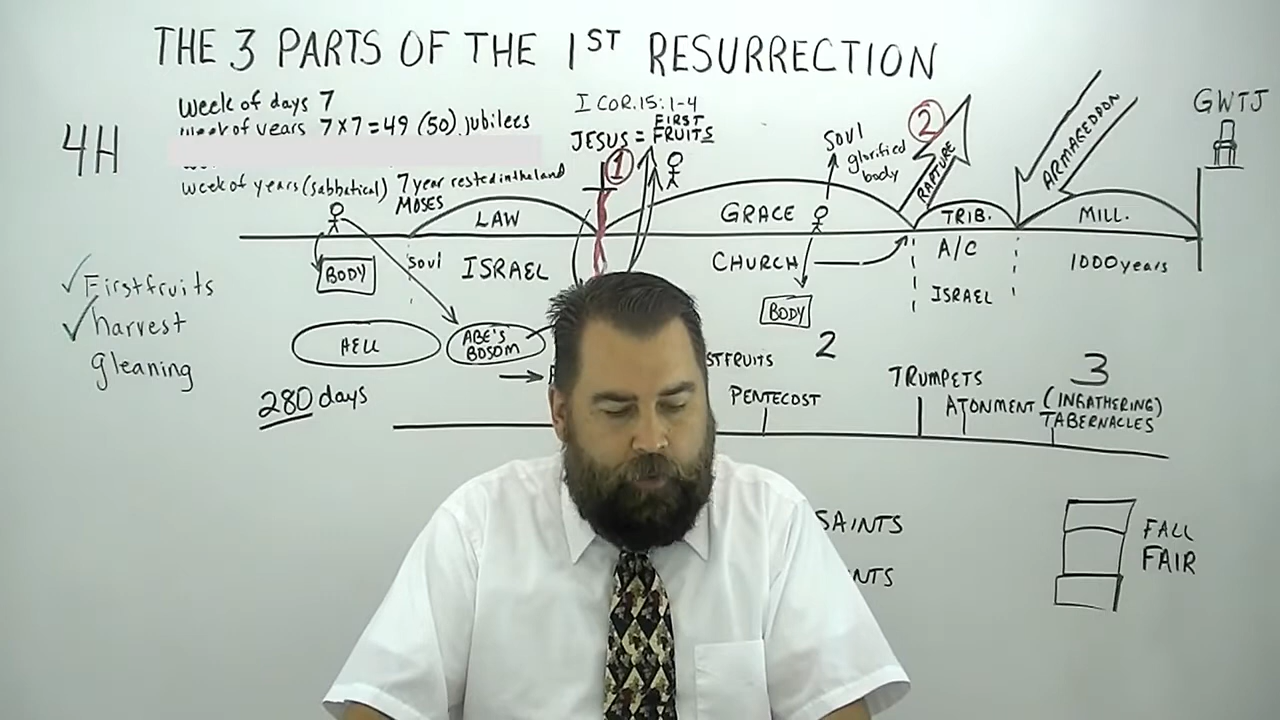 THE 3 PARTS OF THE 1ST RESURRECTION
4H
week of days 7
week of years 7x7=49 (50) jubilees
week of years (sabbatical) 7 year rested in the land
MOSES
I COR. 15:1-4
JESUS = FIRST FRUITS
1
Soul
glorified
body
2
RAPTURE
ARMAGEDDON
GWTJ
LAW
GRACE
TRIB.
MILL.
BODY
Soul
ISRAEL
CHURCH
A/C
1000 years
ISRAEL
BODY
✓ Firstfruits
✓ harvest
gleaning
HELL
ABE'S
BOSOM
280 days
2
PENTECOST
TRUMPETS
ATONMENT
3
(INGATHERING)
TABERNACLES
SAINTS
FALL
FAIR